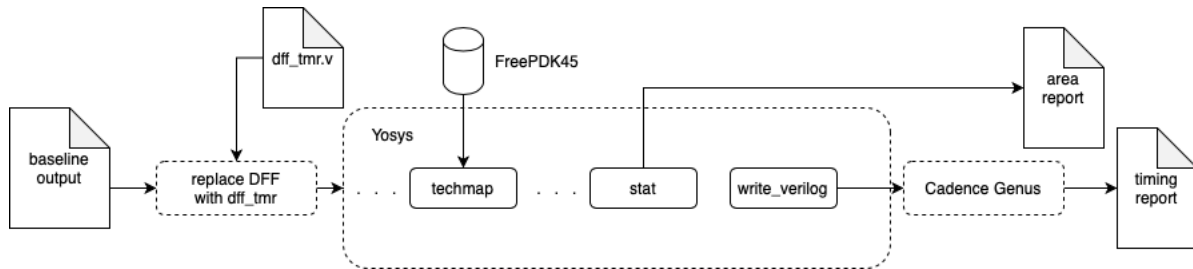 dff_tmr.v
FreePDK45
area
report
baseline
output
replace DFF
with dff_tmr
Yosys
. . .
techmap
. . .
stat
write_verilog
Cadence Genus
timing
report